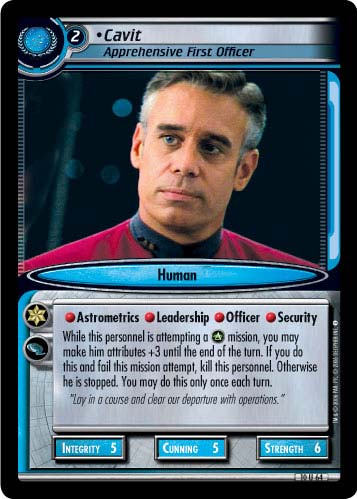 2 •Cavit
Apprehensive First Officer
Human
Astrometrics Leadership Officer Security
While this personnel is attempting a mission, you may
make him attributes +3 until the end of the turn. If you do
this and fail this mission attempt, kill this personnel. Otherwise
he is stopped. You may do this only once each turn.
"Lay in a course and clear our departure with operations."
INTEGRITY 5 CUNNING 5 STRENGTH 6
10 U 64